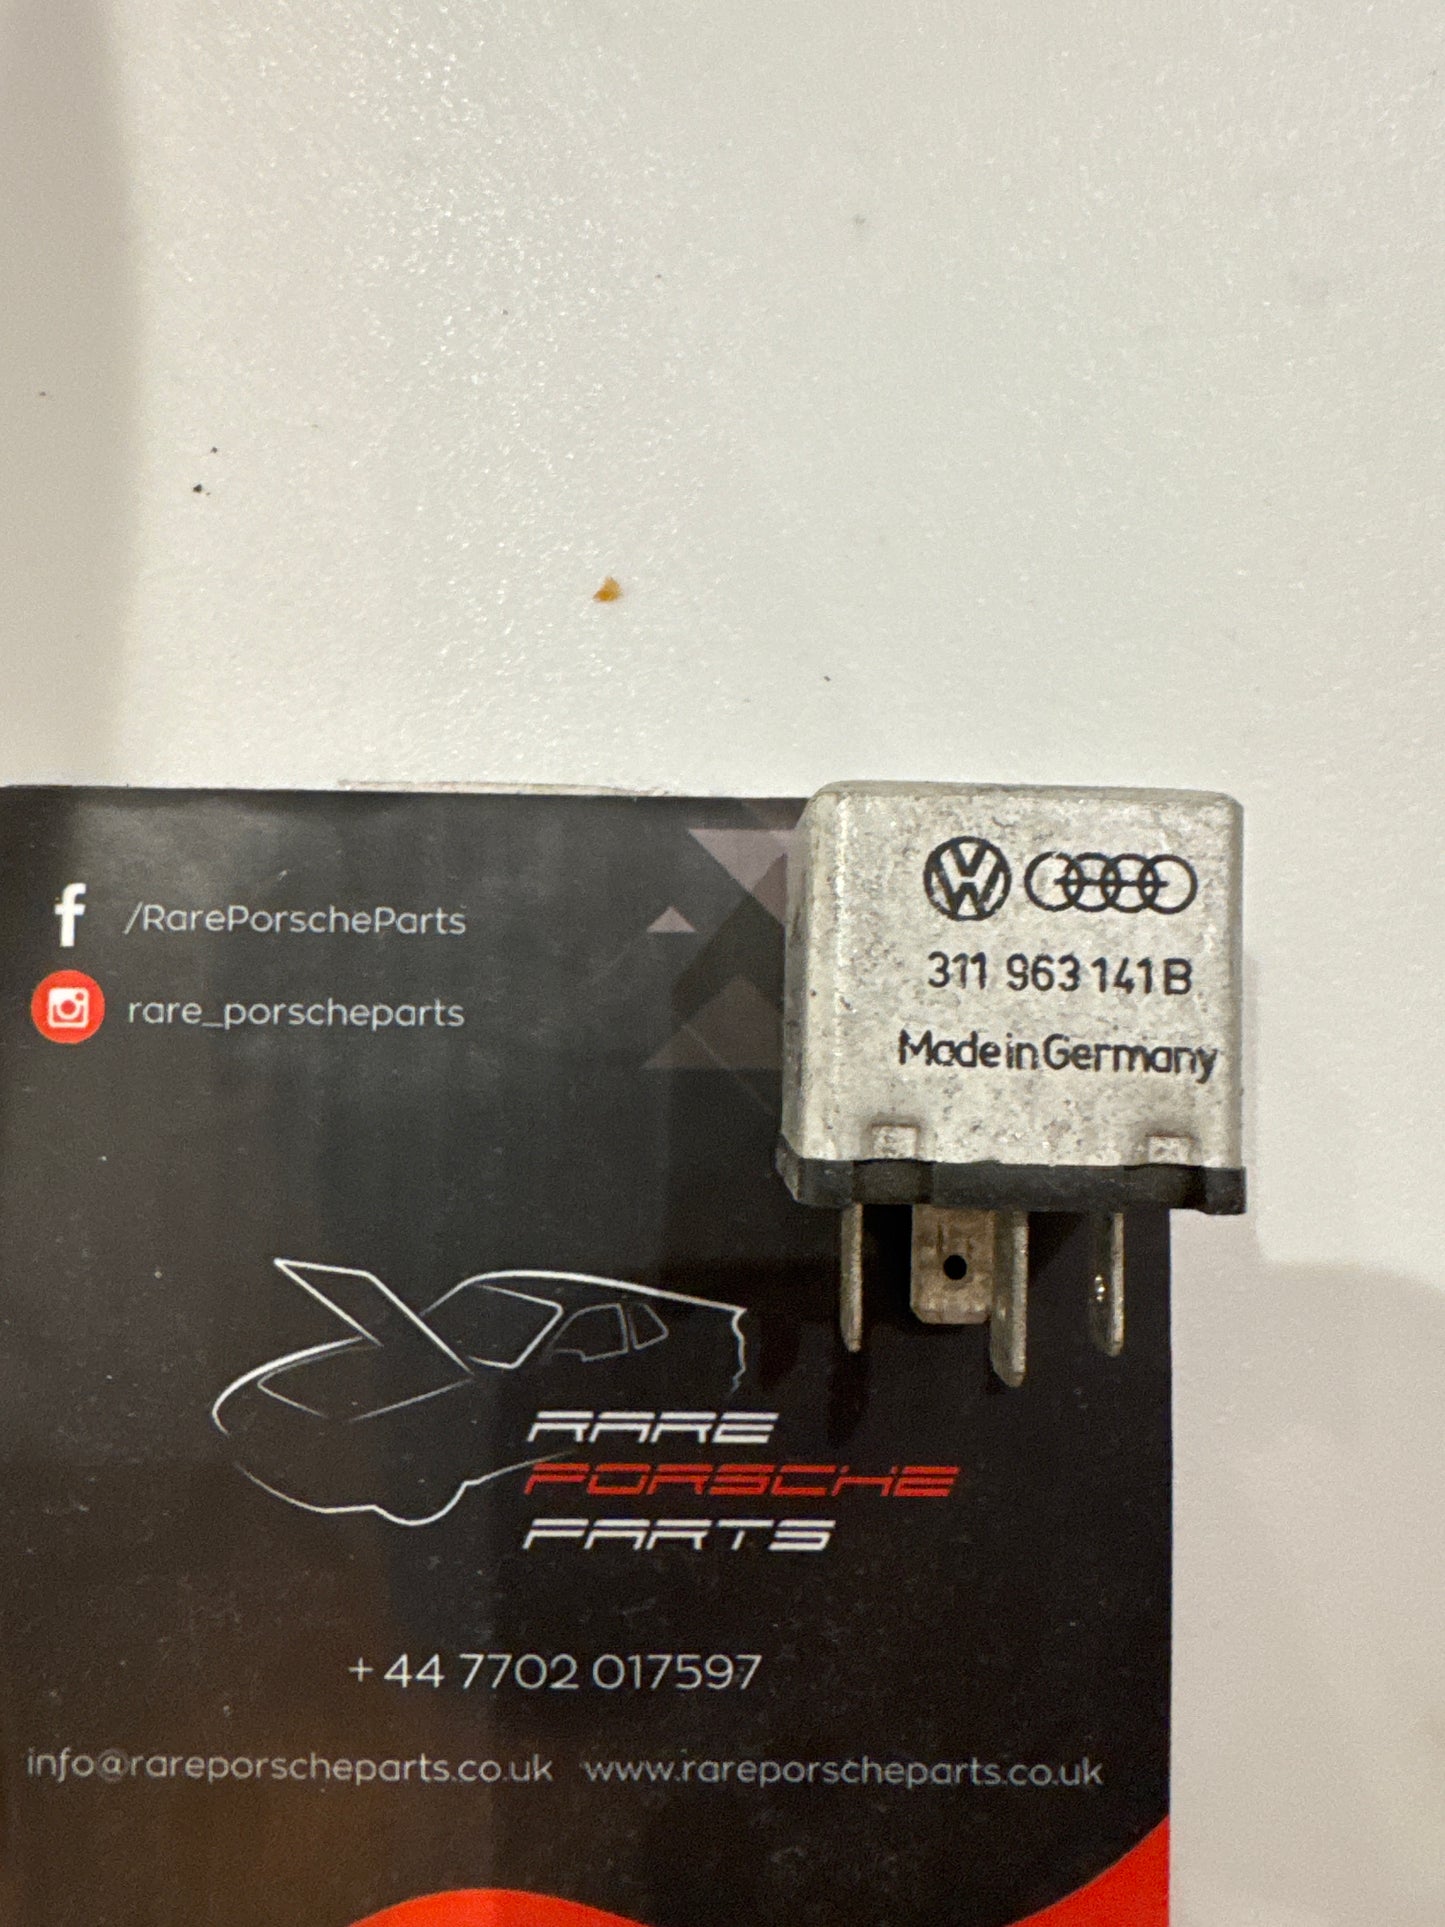 /RarePorscheParts
rare_porscheparts
311 963 141B
Made in Germany
RARE
PORSCHE
PARTS
+44 7702 017597
info@rareporscheparts.co.uk www.rareporscheparts.co.uk